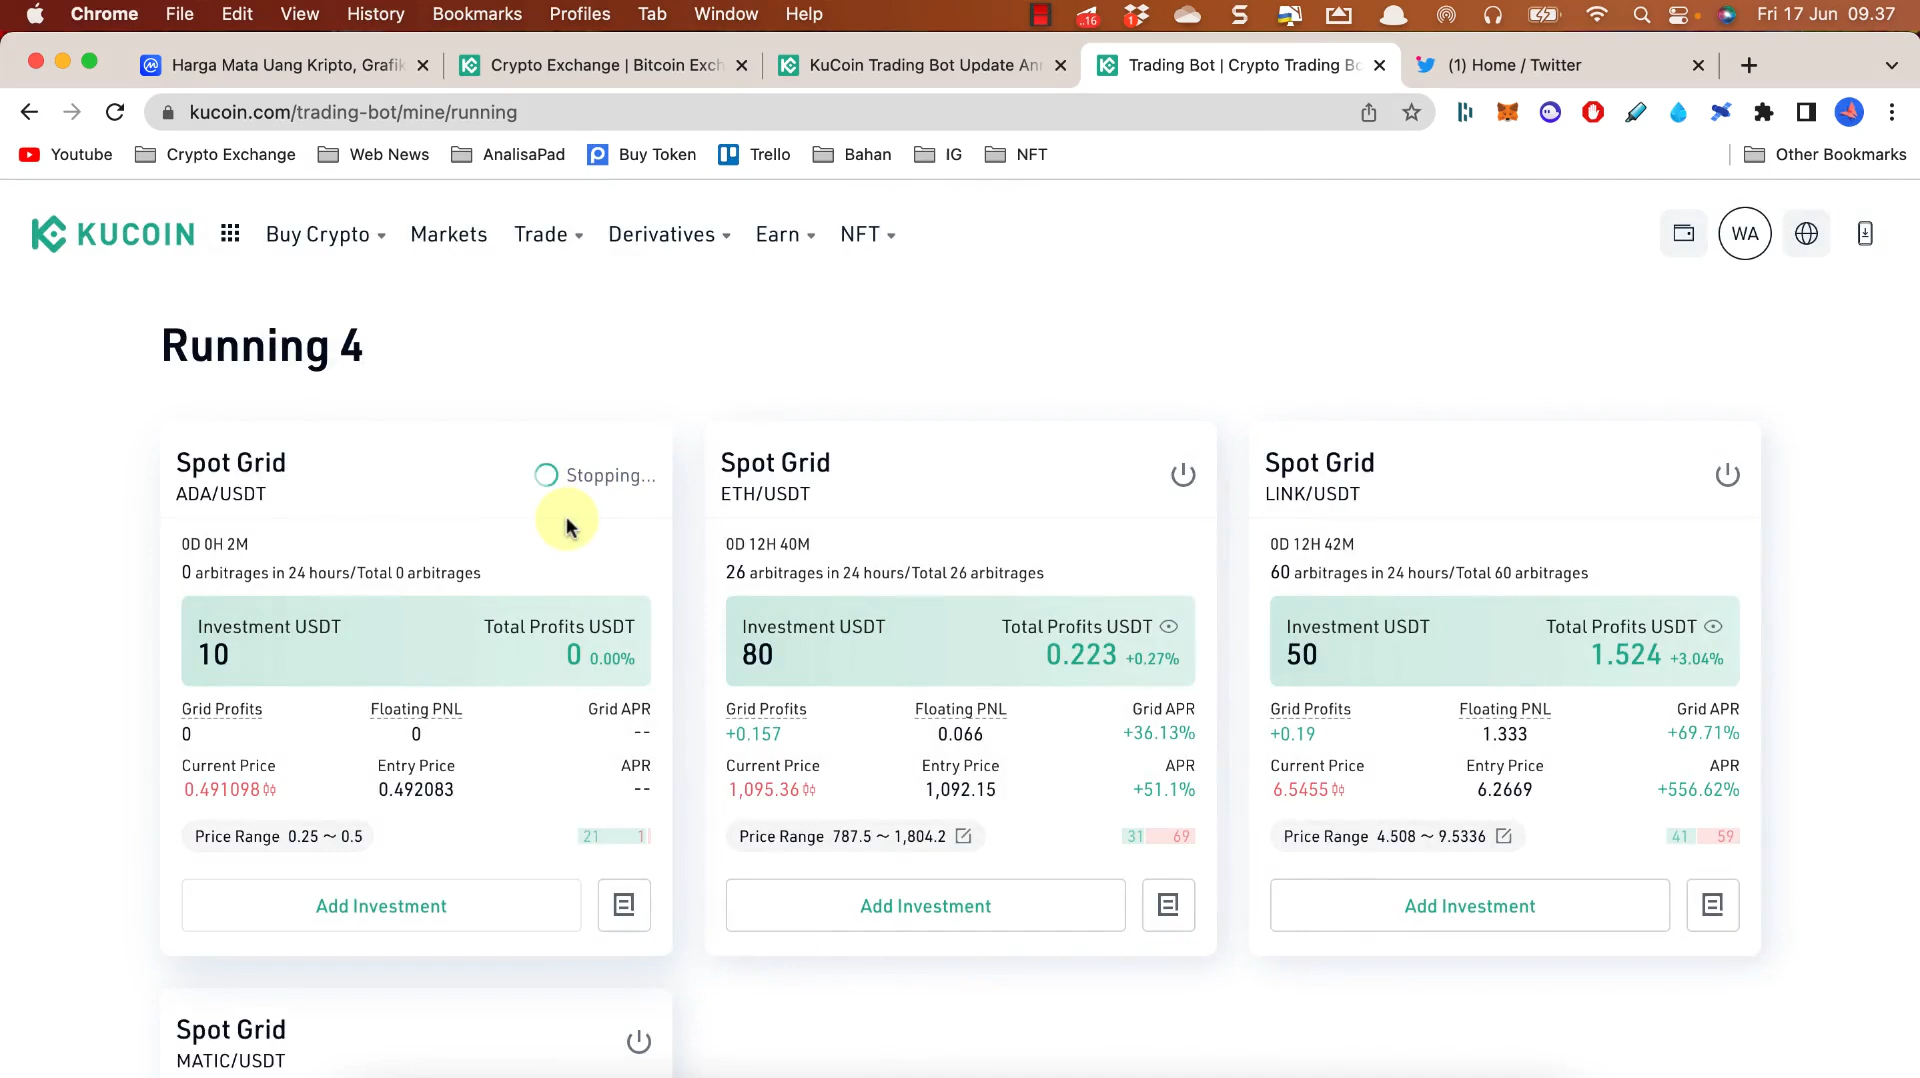 Chrome File Edit View History Bookmarks Profiles Tab Window Help ..16 1 S Fri 17 Jun 09.37
Harga Mata Uang Kripto, Grafik Crypto Exchange | Bitcoin Exch KuCoin Trading Bot Update Ann Trading Bot | Crypto Trading Bo (1) Home / Twitter
kucoin.com/trading-bot/mine/running
Youtube Crypto Exchange Web News AnalisaPad Buy Token Trello Bahan IG NFT Other Bookmarks
KUCOIN Buy Crypto Markets Trade Derivatives Earn NFT WA
Running 4
Spot Grid
ADA/USDT
Stopping...
0D 0H 2M
0 arbitrages in 24 hours/Total 0 arbitrages
Investment USDT Total Profits USDT
10 0 0.00%
Grid Profits Floating PNL Grid APR
0 0 --
Current Price Entry Price APR
0.491098 0.492083 --
Price Range 0.25 ~ 0.5 21 1
Add Investment
Spot Grid
ETH/USDT
0D 12H 40M
26 arbitrages in 24 hours/Total 26 arbitrages
Investment USDT Total Profits USDT
80 0.223 +0.27%
Grid Profits Floating PNL Grid APR
+0.157 0.066 +36.13%
Current Price Entry Price APR
1,095.36 1,092.15 +51.1%
Price Range 787.5 ~ 1,804.2 31 69
Add Investment
Spot Grid
LINK/USDT
0D 12H 42M
60 arbitrages in 24 hours/Total 60 arbitrages
Investment USDT Total Profits USDT
50 1.524 +3.04%
Grid Profits Floating PNL Grid APR
+0.19 1.333 +69.71%
Current Price Entry Price APR
6.5455 6.2669 +556.62%
Price Range 4.508 ~ 9.5336 41 59
Add Investment
Spot Grid
MATIC/USDT